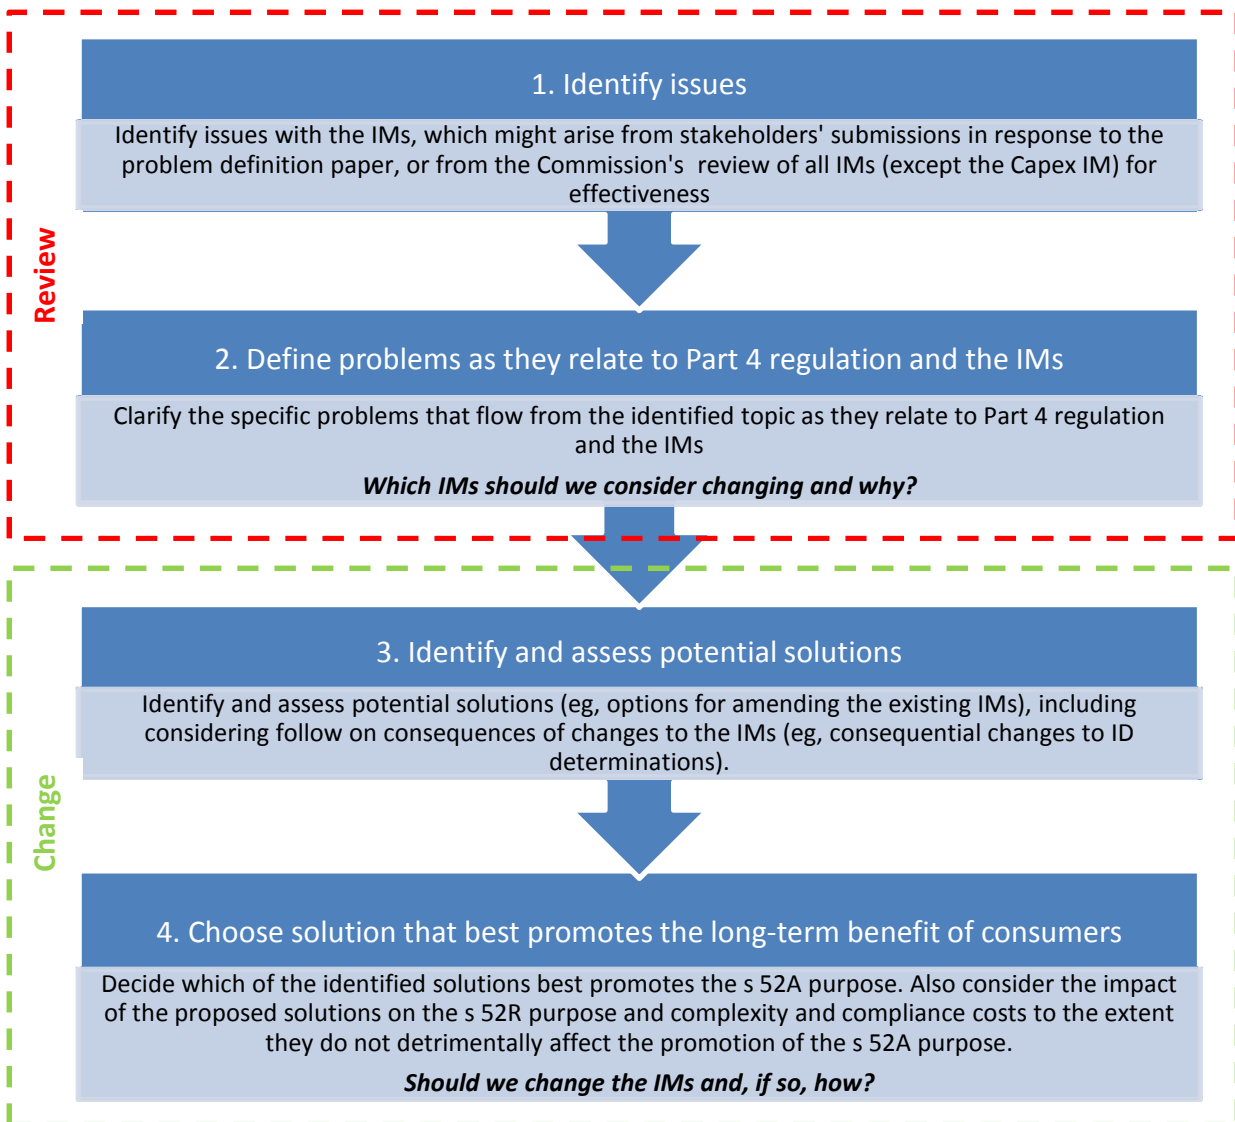 1. Identify issues
Identify issues with the IMs, which might arise from stakeholders' submissions in response to the
problem definition paper, or from the Commission's review of all IMs (except the Capex IM) for
effectiveness
Review
2. Define problems as they relate to Part 4 regulation and the IMs
Clarify the specific problems that flow from the identified topic as they relate to Part 4 regulation
and the IMs
Which IMs should we consider changing and why?
3. Identify and assess potential solutions
Identify and assess potential solutions (eg, options for amending the existing IMs), including
considering follow on consequences of changes to the IMs (eg, consequential changes to ID
determinations).
Change
4. Choose solution that best promotes the long-term benefit of consumers
Decide which of the identified solutions best promotes the s 52A purpose. Also consider the impact
of the proposed solutions on the s 52R purpose and complexity and compliance costs to the extent
they do not detrimentally affect the promotion of the s 52A purpose.
Should we change the IMs and, if so, how?